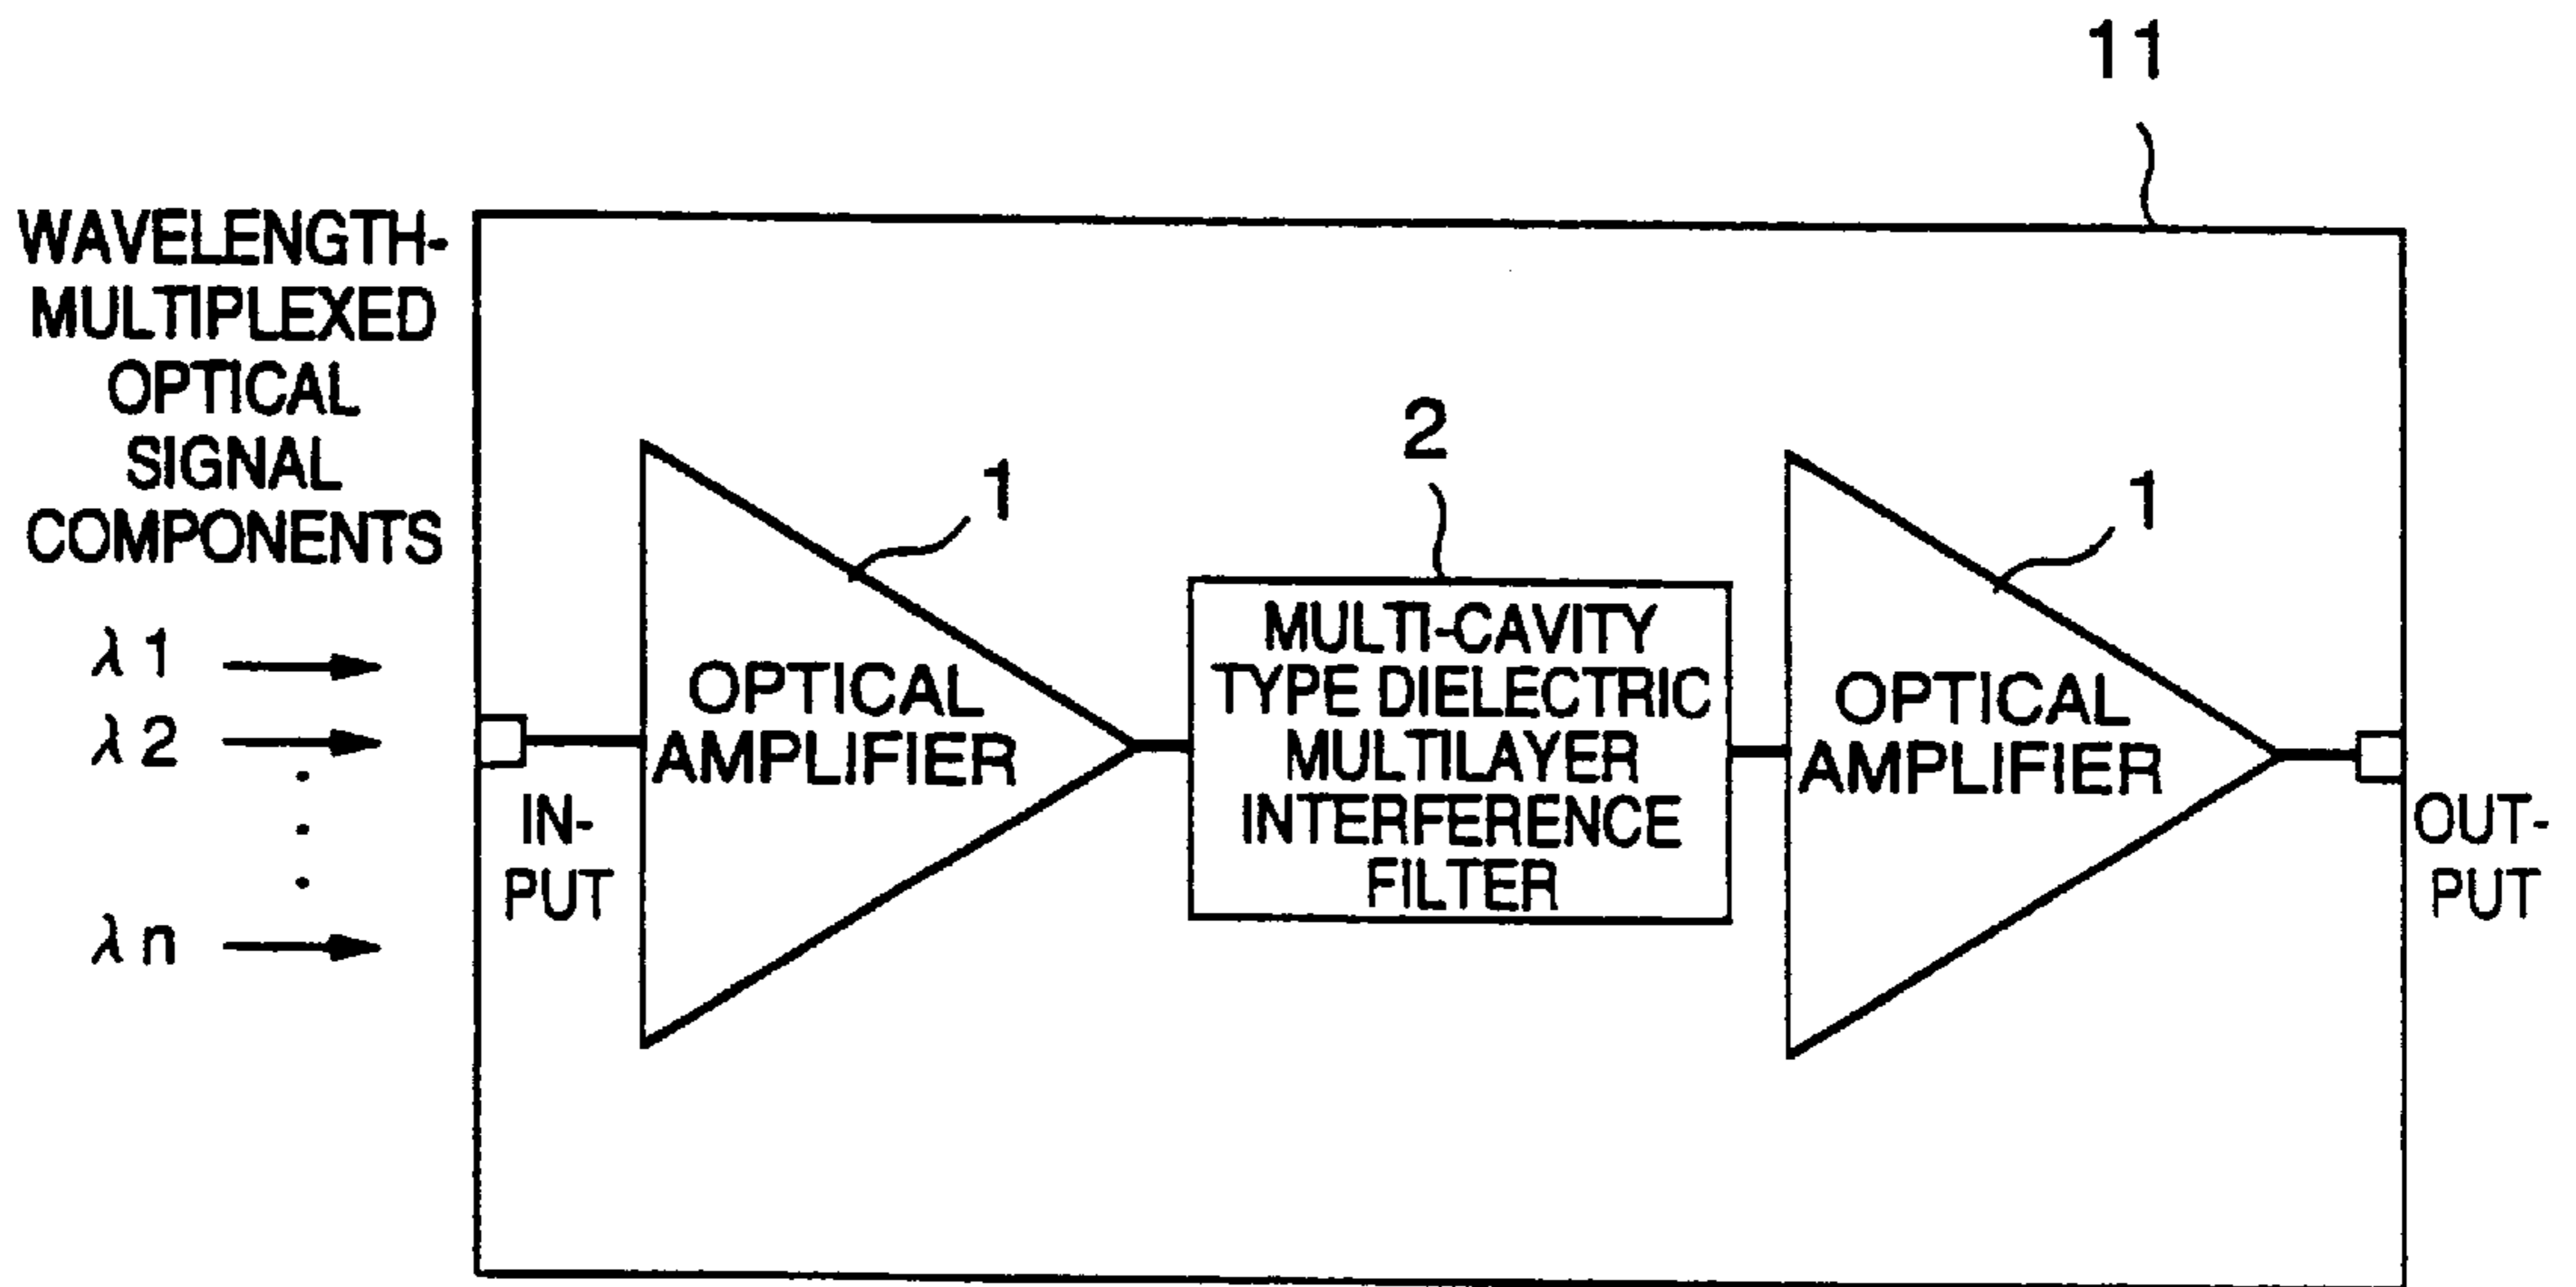 11
WAVELENGTH-
MULTIPLEXED
OPTICAL
SIGNAL
COMPONENTS
λ1
λ2
λn
IN-
PUT
1
OPTICAL
AMPLIFIER
2
MULTI-CAVITY
TYPE DIELECTRIC
MULTILAYER
INTERFERENCE
FILTER
1
OPTICAL
AMPLIFIER
OUT-
PUT